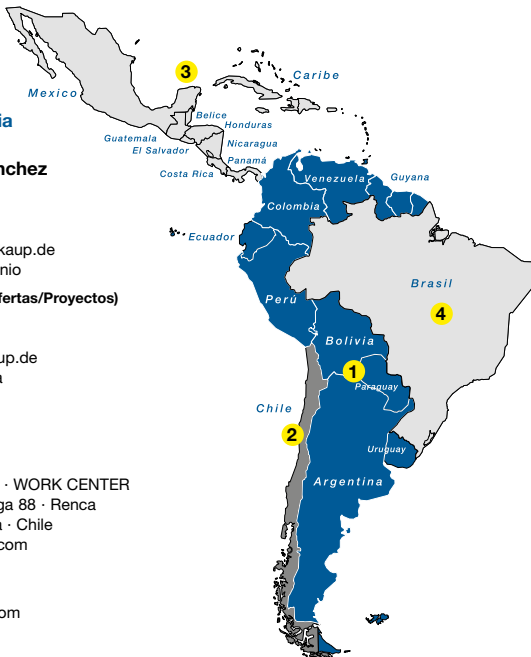 3
Caribe
Mexico
Belice
Honduras
Guatemala
El Salvador
Nicaragua
Panamá
Costa Rica
Venezuela
Guyana
Colombia
Ecuador
Brasil
Perú
4
Bolivia
1
Paraguay
Chile
2
Uruguay
Argentina
ia
nchez
kaup.de
nio
fertas/Proyectos)
up.de
a
· WORK CENTER
ga 88 · Renca
a · Chile
com
om